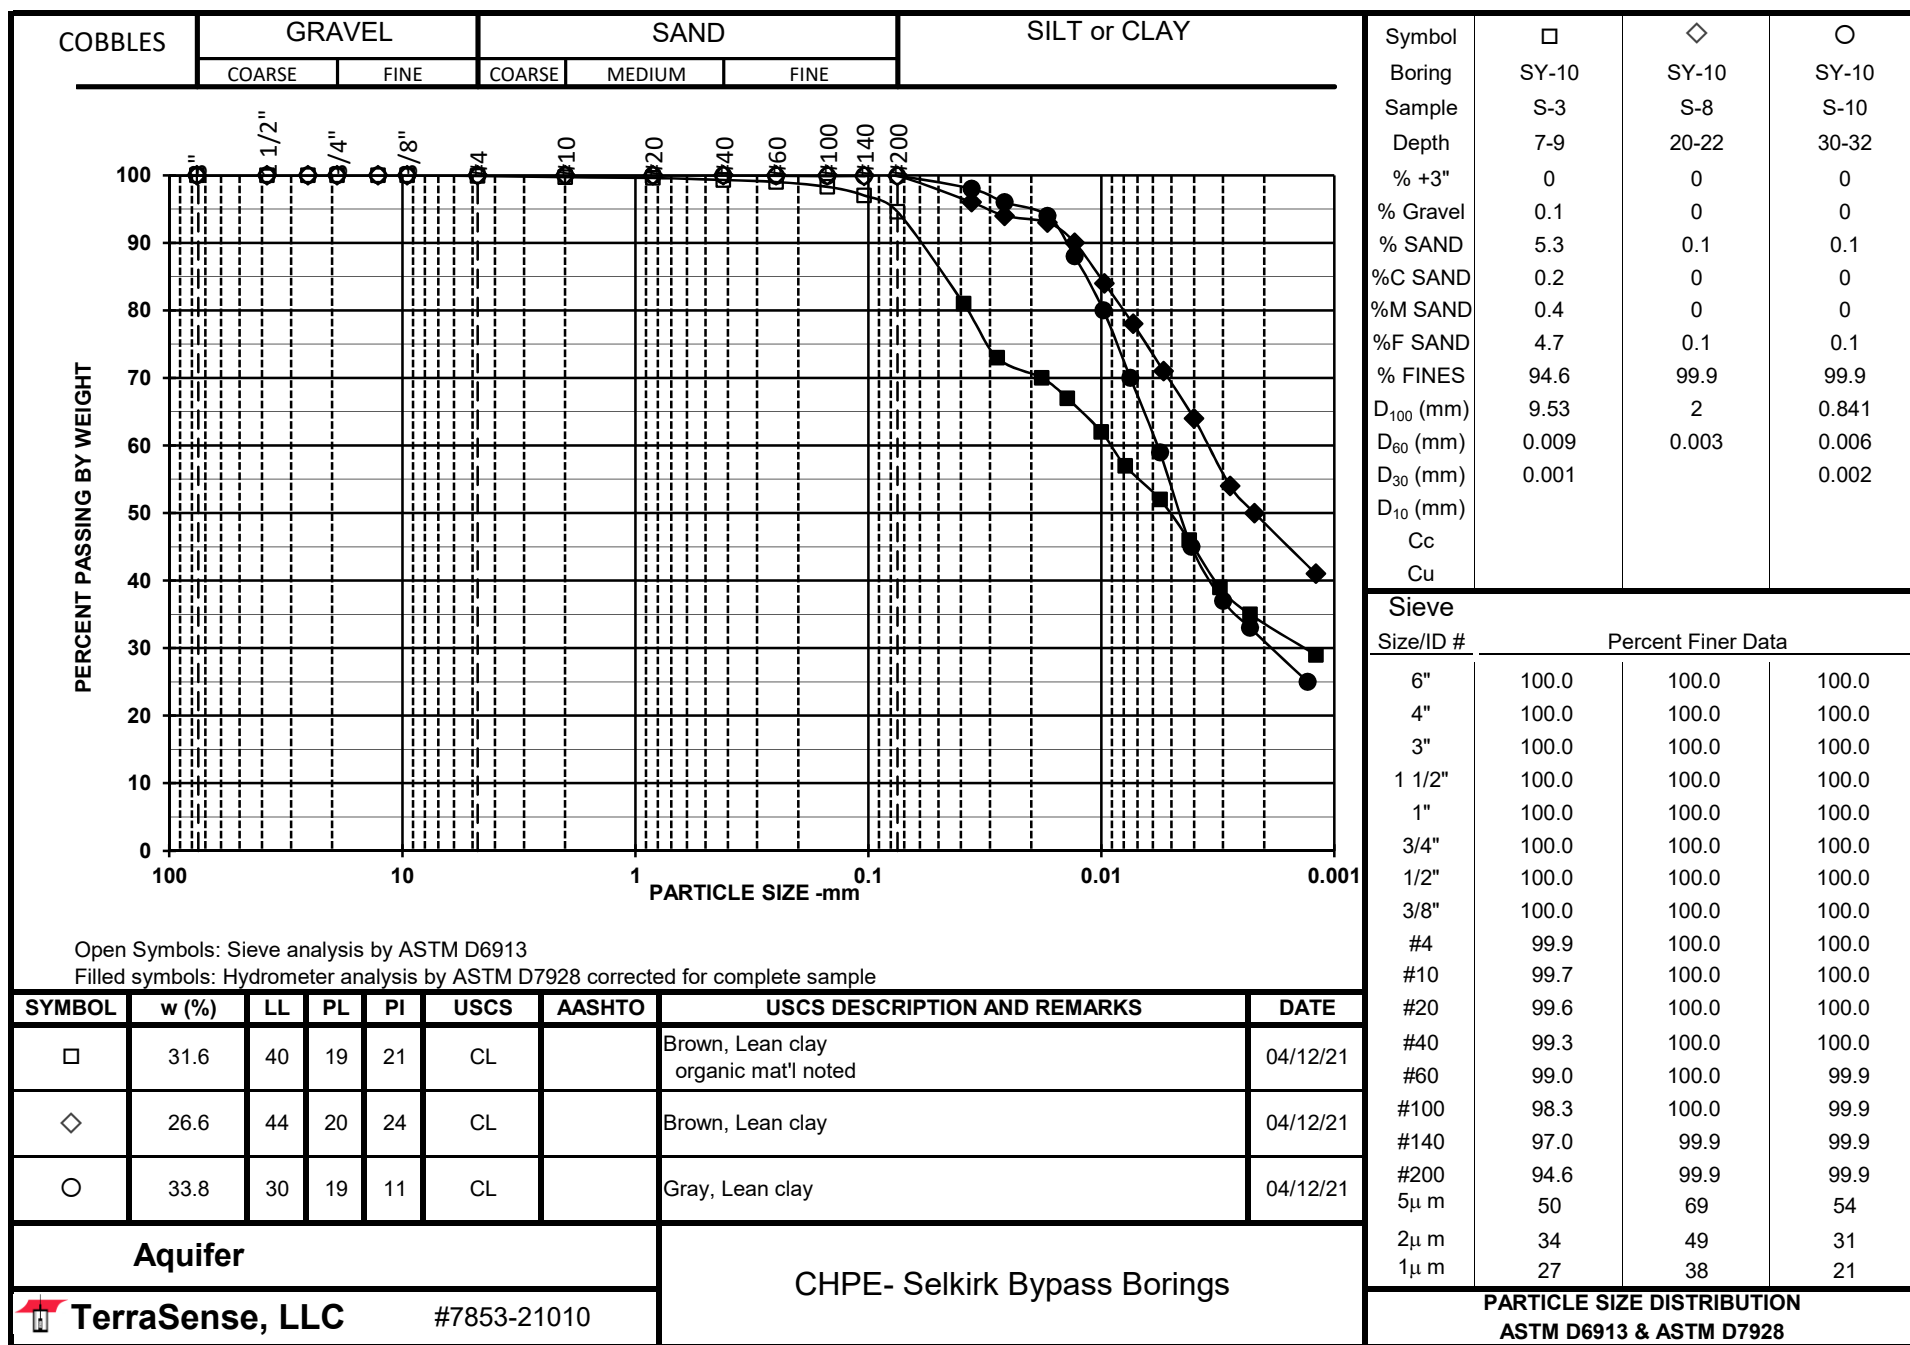 COBBLES GRAVEL SAND SILT or CLAY
COARSE FINE COARSE MEDIUM FINE
1/2" 3/4" 3/8" #4 #10 #20 #40 #60 #100 #140 #200
100
90
80
70
60
50
40
30
20
10
0
PERCENT PASSING BY WEIGHT
100 10 1 0.1 0.01 0.001
PARTICLE SIZE -mm
Open Symbols: Sieve analysis by ASTM D6913
Filled symbols: Hydrometer analysis by ASTM D7928 corrected for complete sample
Symbol □ ◇ ○
Boring SY-10 SY-10 SY-10
Sample S-3 S-8 S-10
Depth 7-9 20-22 30-32
% +3" 0 0 0
% Gravel 0.1 0 0
% SAND 5.3 0.1 0.1
%C SAND 0.2 0 0
%M SAND 0.4 0 0
%F SAND 4.7 0.1 0.1
% FINES 94.6 99.9 99.9
D100 (mm) 9.53 2 0.841
D60 (mm) 0.009 0.003 0.006
D30 (mm) 0.001 0.002
D10 (mm)
Cc
Cu
Sieve
Size/ID # Percent Finer Data
6" 100.0 100.0 100.0
4" 100.0 100.0 100.0
3" 100.0 100.0 100.0
1 1/2" 100.0 100.0 100.0
1" 100.0 100.0 100.0
3/4" 100.0 100.0 100.0
1/2" 100.0 100.0 100.0
3/8" 100.0 100.0 100.0
#4 99.9 100.0 100.0
#10 99.7 100.0 100.0
#20 99.6 100.0 100.0
#40 99.3 100.0 100.0
#60 99.0 100.0 99.9
#100 98.3 100.0 99.9
#140 97.0 99.9 99.9
#200 94.6 99.9 99.9
5µ m 50 69 54
2µ m 34 49 31
1µ m 27 38 21
SYMBOL w (%) LL PL PI USCS AASHTO USCS DESCRIPTION AND REMARKS DATE
□ 31.6 40 19 21 CL Brown, Lean clay 04/12/21
organic mat'l noted
◇ 26.6 44 20 24 CL Brown, Lean clay 04/12/21
○ 33.8 30 19 11 CL Gray, Lean clay 04/12/21
Aquifer
TerraSense, LLC #7853-21010
CHPE- Selkirk Bypass Borings
PARTICLE SIZE DISTRIBUTION
ASTM D6913 & ASTM D7928